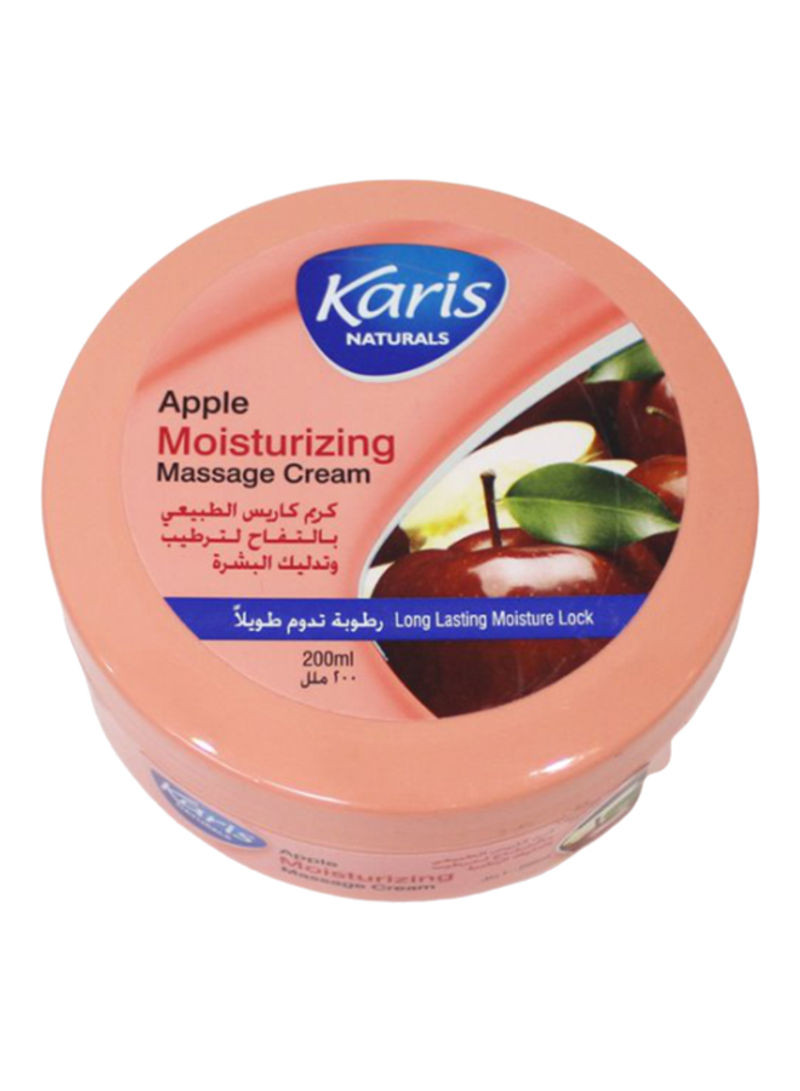 Karis
NATURALS
Apple
Moisturizing
Massage Cream
كريم كاريس الطبيعي
بالتفاح لترطيب
وتدليك البشرة
رطوبة تدوم طويلاً Long Lasting Moisture Lock
200ml
٢٠٠ ملل
Karis
NATURALS
Apple
Moisturizing
Massage Cream